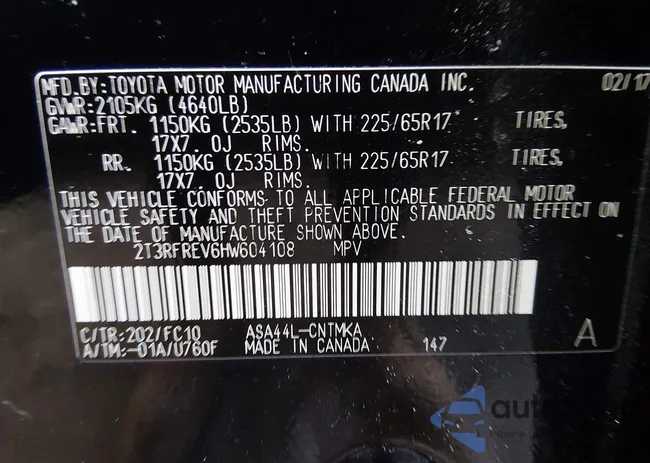 MFD.BY:TOYOTA MOTOR MANUFACTURING CANADA INC. 02/17
GVWR:2105KG (4640LB)
GAWR:FRT. 1150KG (2535LB) WITH 225/65R17 TIRES,
17X7.0J RIMS.
RR. 1150KG (2535LB) WITH 225/65R17 TIRES,
17X7.0J RIMS.
THIS VEHICLE CONFORMS TO ALL APPLICABLE FEDERAL MOTOR
VEHICLE SAFETY AND THEFT PREVENTION STANDARDS IN EFFECT ON
THE DATE OF MANUFACTURE SHOWN ABOVE.
2T3RFREV6HW604108 MPV
C/TR:202/FC10 ASA44L-CNTMKA A
A/TM:-01A/U760F MADE IN CANADA 147